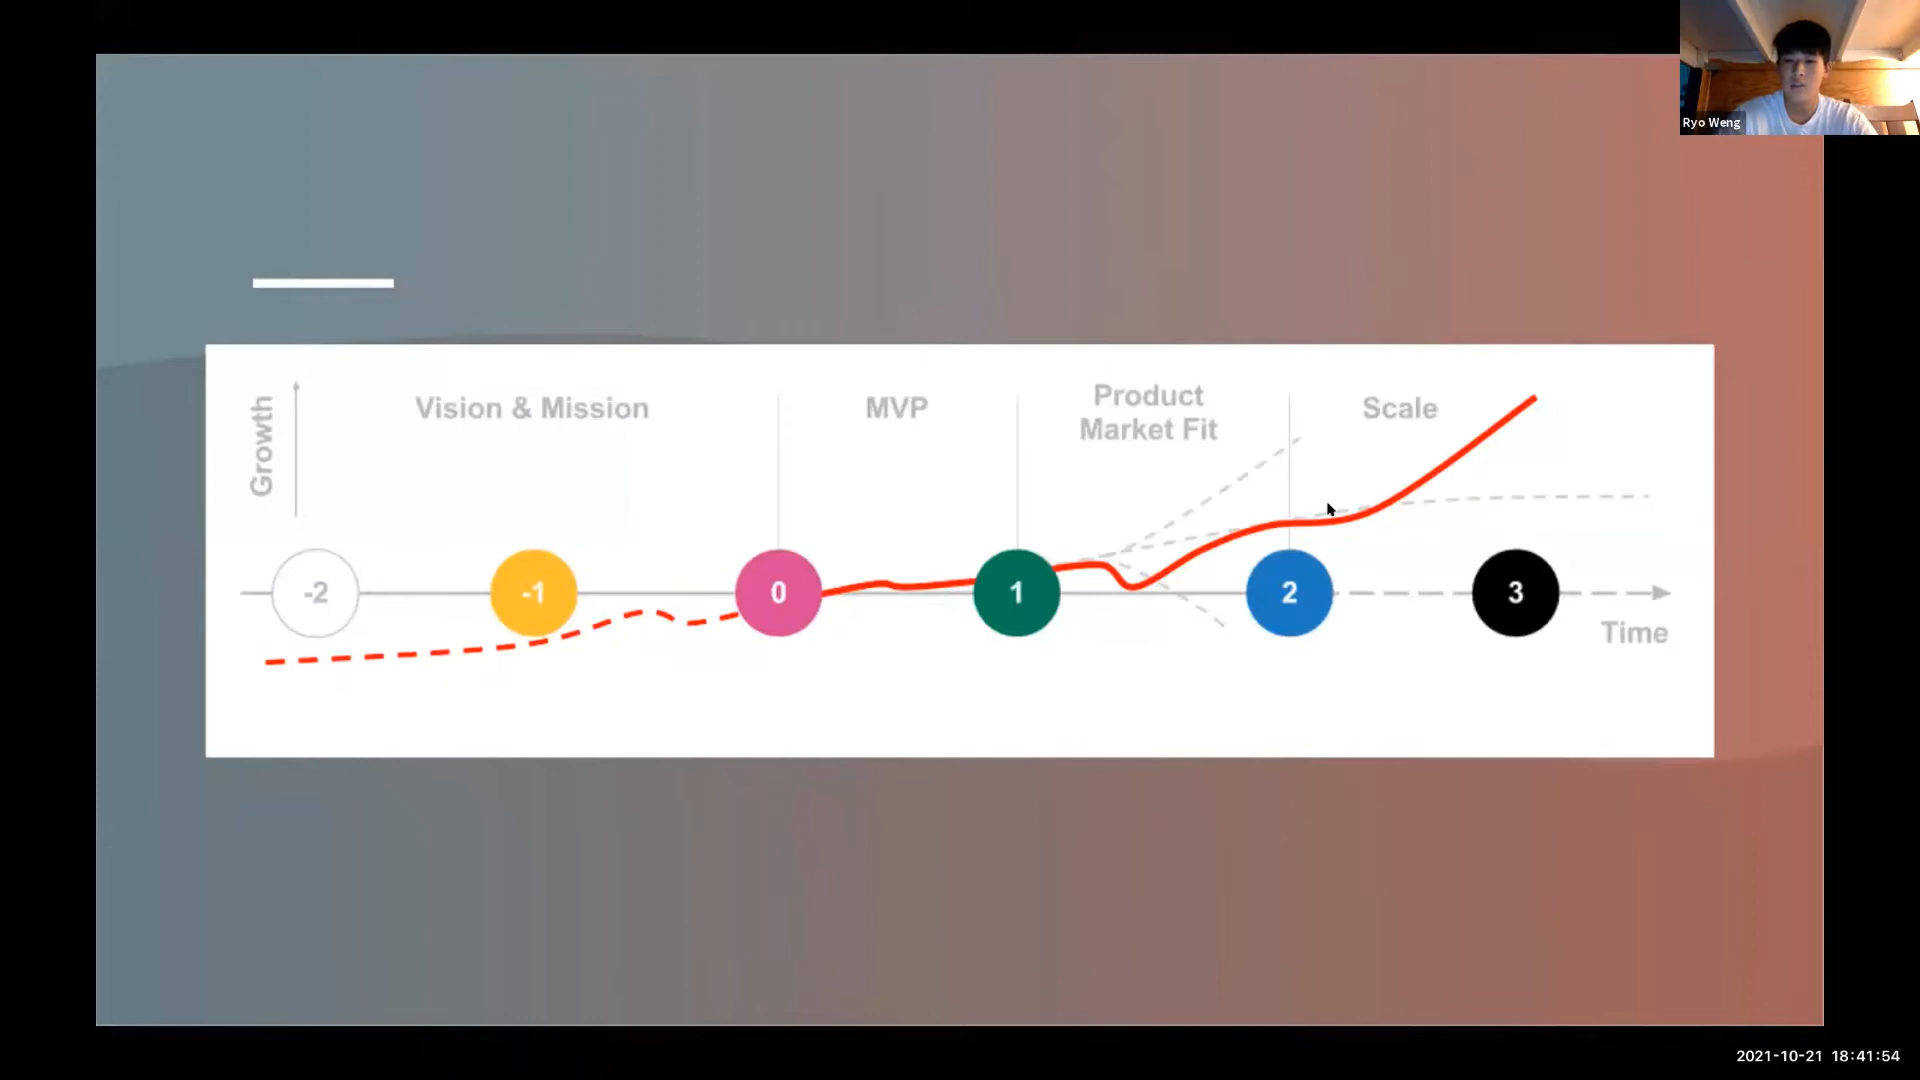 Ryo Weng
Growth
Vision & Mission
MVP
Product
Market Fit
Scale
-2
-1
0
1
2
3
Time
2021-10-21 18:41:54